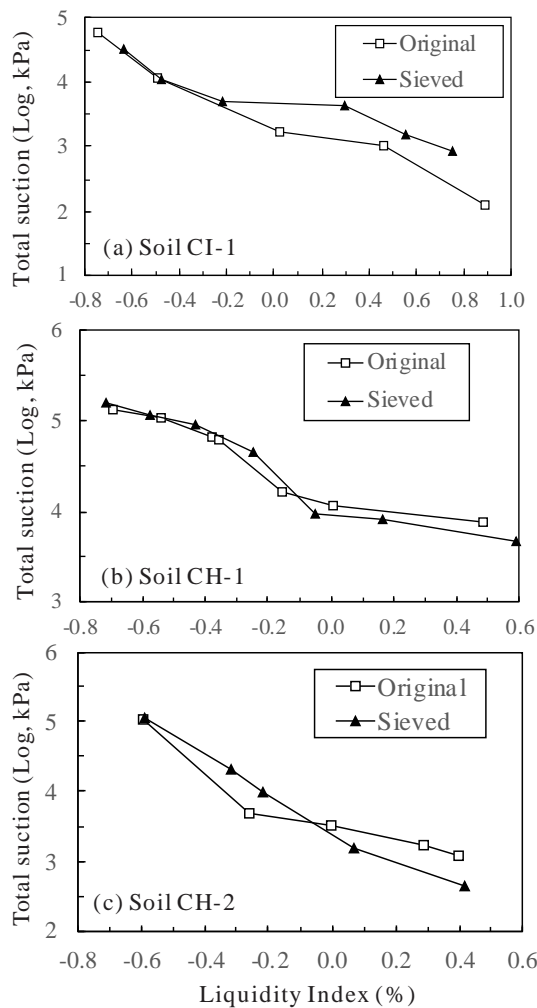 5
4
3
2
1
Total suction (Log, kPa)
Original
Sieved
(a) Soil CI-1
-0.8 -0.6 -0.4 -0.2 0.0 0.2 0.4 0.6 0.8 1.0
6
5
4
3
Total suction (Log, kPa)
Original
Sieved
(b) Soil CH-1
-0.8 -0.6 -0.4 -0.2 0.0 0.2 0.4 0.6
6
5
4
3
2
Total suction (Log, kPa)
Original
Sieved
(c) Soil CH-2
-0.8 -0.6 -0.4 -0.2 0.0 0.2 0.4 0.6
Liquidity Index (%)